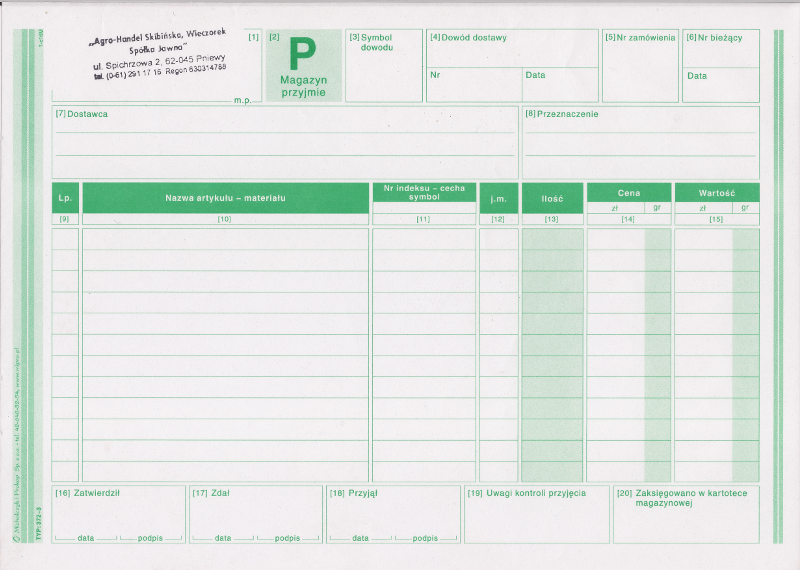 „Agro-Handel Skibińska, Wieczorek
Spółka Jawna”
ul. Spichrzowa 2, 62-045 Pniewy
tel. (0-61) 291 17 16 Regon 630314758
m.p.
[1]
[2]
P
Magazyn
przyjmie
[3] Symbol
dowodu
[4] Dowód dostawy
Nr
Data
[5] Nr zamówienia
[6] Nr bieżący
Data
[7] Dostawca
[8] Przeznaczenie
Lp.
Nazwa artykułu – materiału
Nr indeksu – cecha
symbol
j.m.
Ilość
Cena
zł gr
Wartość
zł gr
[9]
[10]
[11]
[12]
[13]
[14]
[15]
[16] Zatwierdził
data podpis
[17] Zdał
data podpis
[18] Przyjął
data podpis
[19] Uwagi kontroli przyjęcia
[20] Zaksięgowano w kartotece
magazynowej
TYP: 372-3